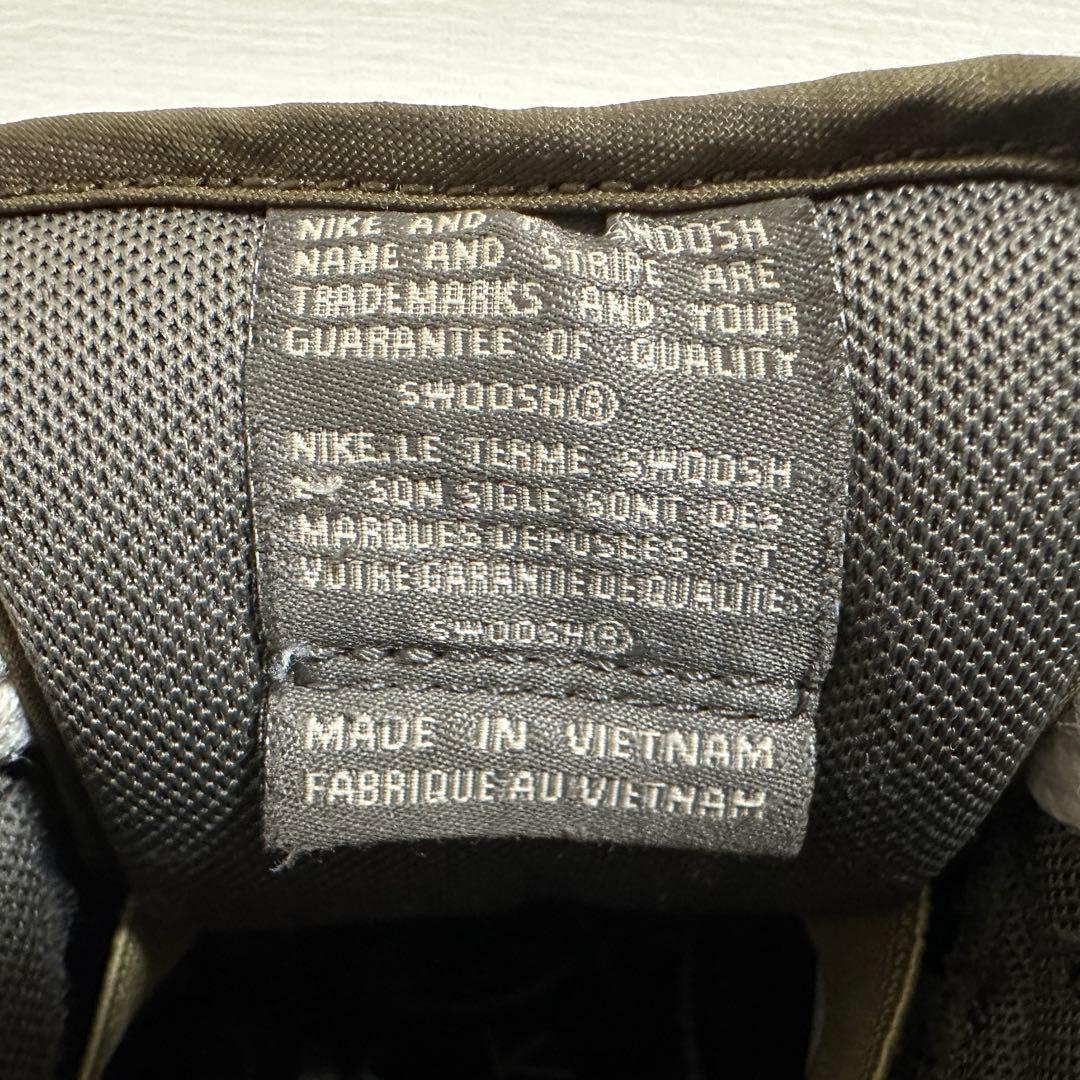 NIKE AND THE SWOOSH
NAME AND STRIPE ARE
TRADEMARKS AND YOUR
GUARANTEE OF QUALITY
SWOOSH®
NIKE, LE TERME SWOOSH
SON SIGLE SONT DES
MARQUES DEPOSEES ET
VOTRE GARANTIE DE QUALITE.
SWOOSH®
MADE IN VIETNAM
FABRIQUE AU VIETNAM